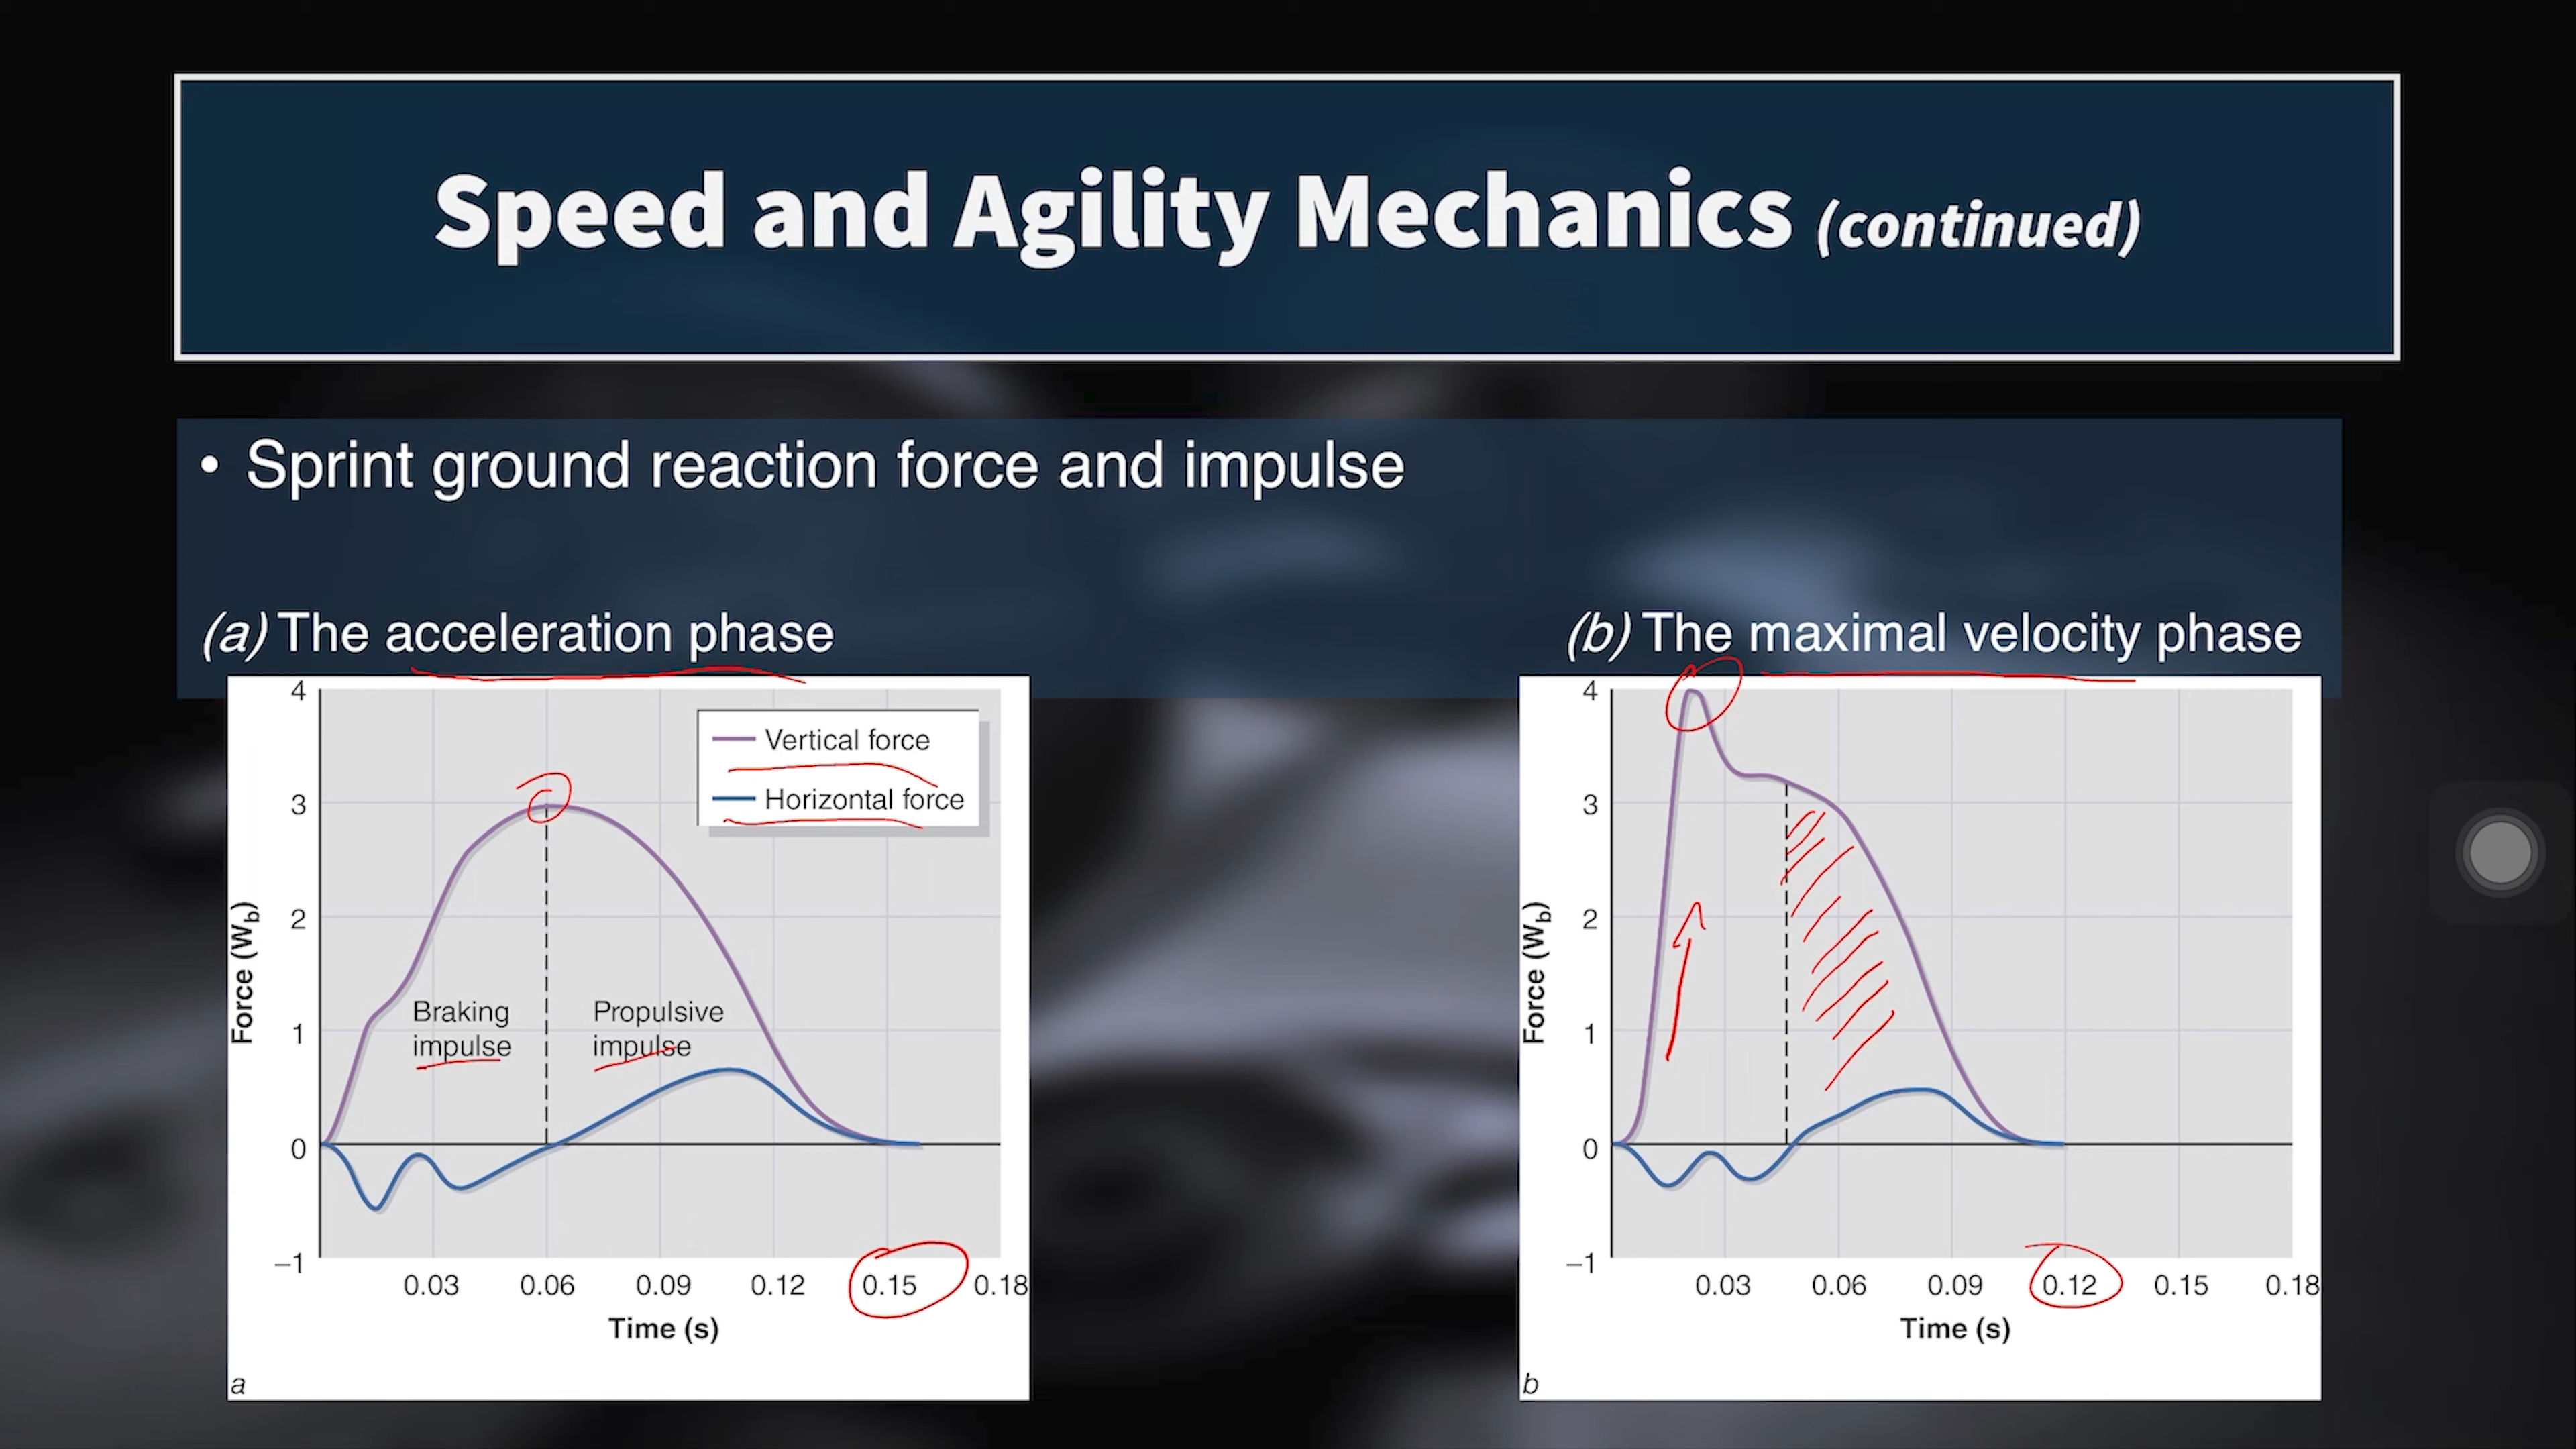 Speed and Agility Mechanics (continued)
• Sprint ground reaction force and impulse
(a) The acceleration phase
4
3
2
1
0
–1
Force (Wb)
Vertical force
Horizontal force
Braking
impulse
Propulsive
impulse
0.03 0.06 0.09 0.12 0.15 0.18
Time (s)
a
(b) The maximal velocity phase
4
3
2
1
0
–1
Force (Wb)
0.03 0.06 0.09 0.12 0.15 0.18
Time (s)
b